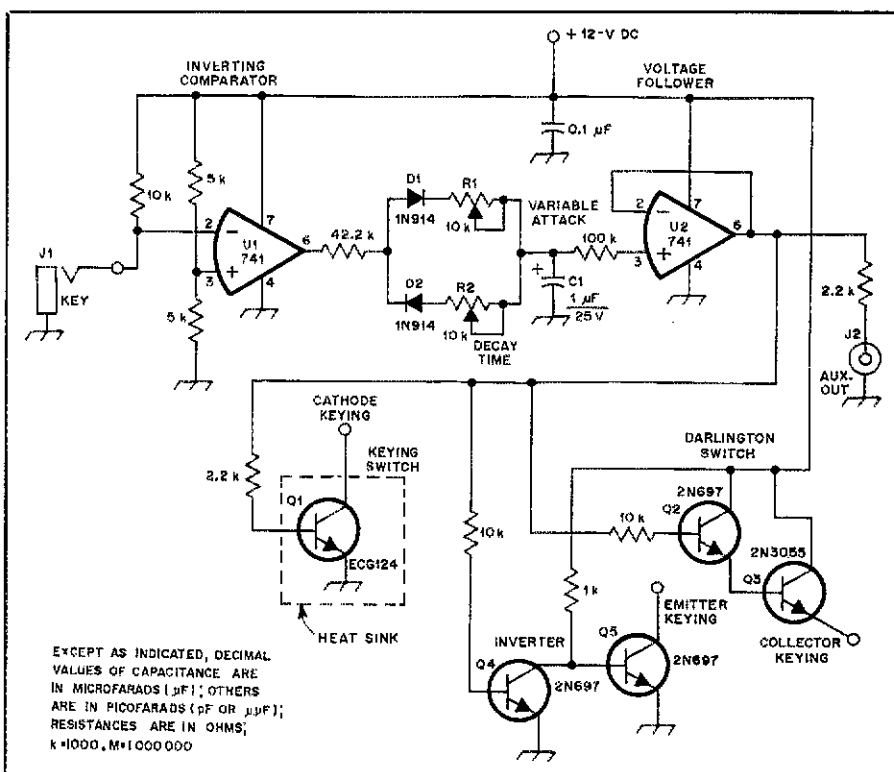 + 12-V DC
INVERTING
COMPARATOR
VOLTAGE
FOLLOWER
0.1 µF
10 k
5 k
D1
1N914
R1
10 k
VARIABLE
ATTACK
2
7
U1
741
6
3
4
42.2 k
D2
1N914
R2
10 k
DECAY
TIME
+
C1
1 µF
25 V
100 k
2
7
U2
741
6
3
4
J1
KEY
5 k
2.2 k
J2
AUX.
OUT
CATHODE
KEYING
KEYING
SWITCH
2.2 k
Q1
ECG124
HEAT SINK
10 k
DARLINGTON
SWITCH
2N697
Q2
10 k
2N3055
Q3
1 k
EMITTER
KEYING
COLLECTOR
KEYING
INVERTER
Q4
2N697
Q5
2N697
EXCEPT AS INDICATED, DECIMAL
VALUES OF CAPACITANCE ARE
IN MICROFARADS (µF); OTHERS
ARE IN PICOFARADS (pF OR µµF);
RESISTANCES ARE IN OHMS;
k=1000, M=1000000